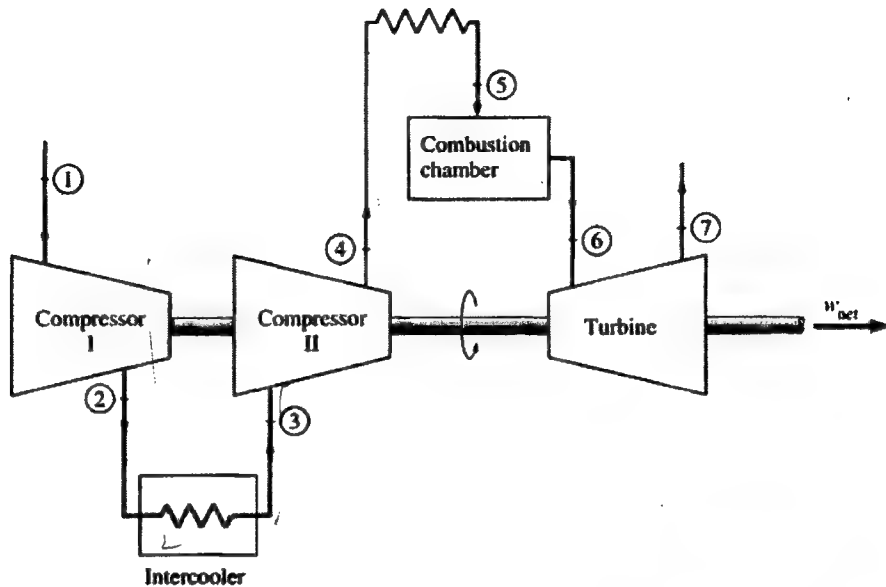 ⑤
Combustion
chamber
①
④
⑥
⑦
Compressor
I
Compressor
II
Turbine
w_net
②
③
Intercooler